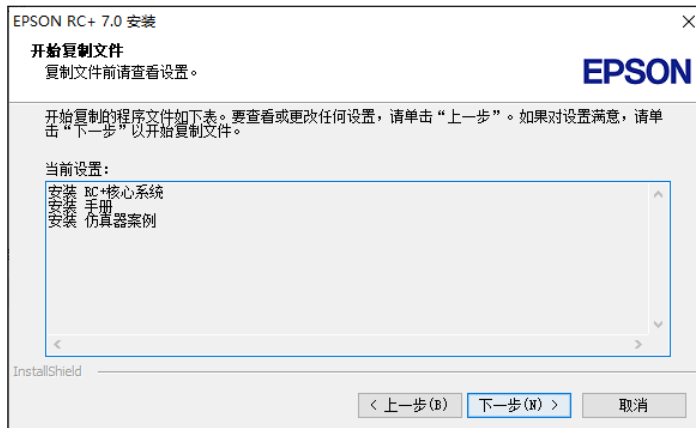 EPSON RC+ 7.0 安装
开始复制文件
复制文件前请查看设置。
EPSON
开始复制的程序文件如下表。要查看或更改任何设置，请单击“上一步”。如果对设置满意，请单
击“下一步”以开始复制文件。
当前设置：
安装 RC+核心系统
安装 手册
安装 仿真器案例
InstallShield
< 上一步(B)
下一步(N) >
取消